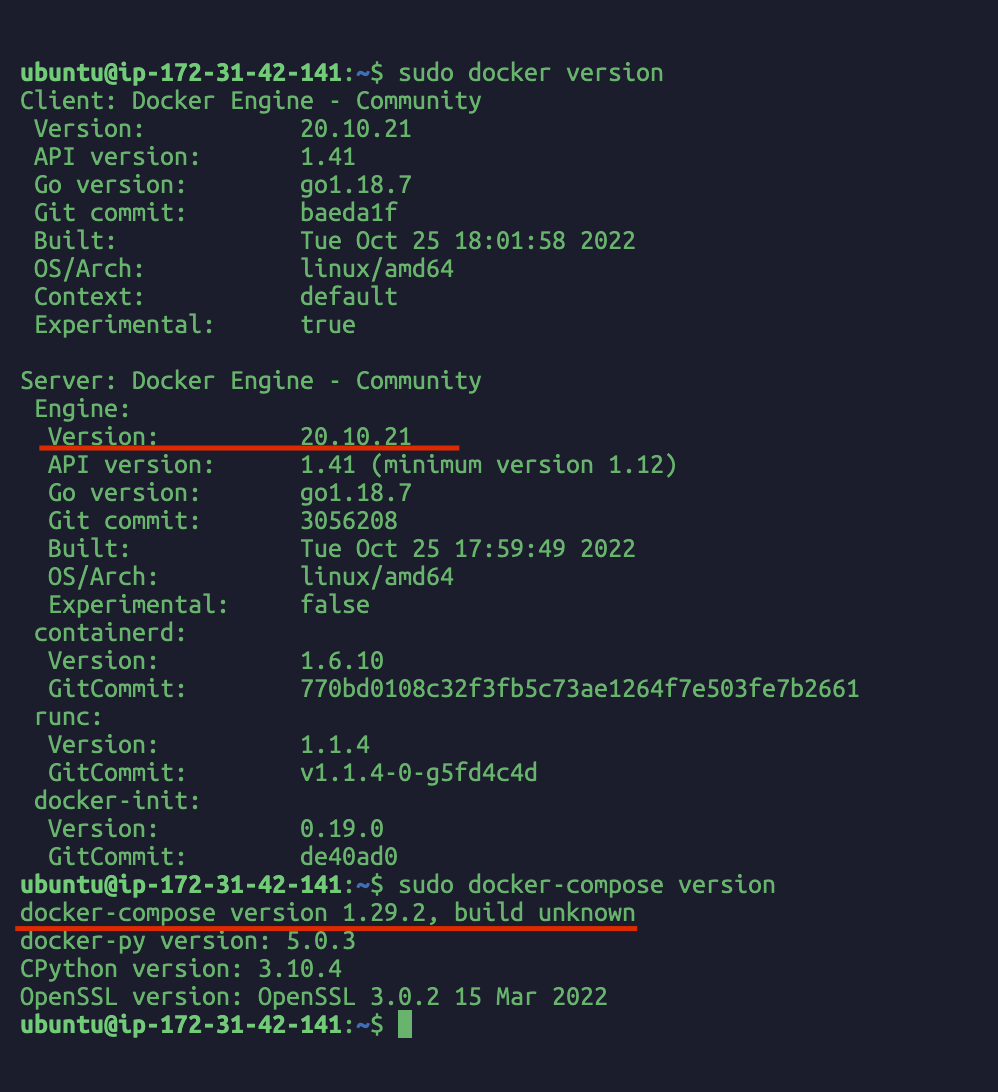 ubuntu@ip-172-31-42-141:~$ sudo docker version
Client: Docker Engine - Community
 Version:           20.10.21
 API version:       1.41
 Go version:        go1.18.7
 Git commit:        baeda1f
 Built:             Tue Oct 25 18:01:58 2022
 OS/Arch:           linux/amd64
 Context:           default
 Experimental:      true

Server: Docker Engine - Community
 Engine:
  Version:          20.10.21
  API version:      1.41 (minimum version 1.12)
  Go version:       go1.18.7
  Git commit:       3056208
  Built:            Tue Oct 25 17:59:49 2022
  OS/Arch:          linux/amd64
  Experimental:     false
 containerd:
  Version:          1.6.10
  GitCommit:        770bd0108c32f3fb5c73ae1264f7e503fe7b2661
 runc:
  Version:          1.1.4
  GitCommit:        v1.1.4-0-g5fd4c4d
 docker-init:
  Version:          0.19.0
  GitCommit:        de40ad0
ubuntu@ip-172-31-42-141:~$ sudo docker-compose version
docker-compose version 1.29.2, build unknown
docker-py version: 5.0.3
CPython version: 3.10.4
OpenSSL version: OpenSSL 3.0.2 15 Mar 2022
ubuntu@ip-172-31-42-141:~$